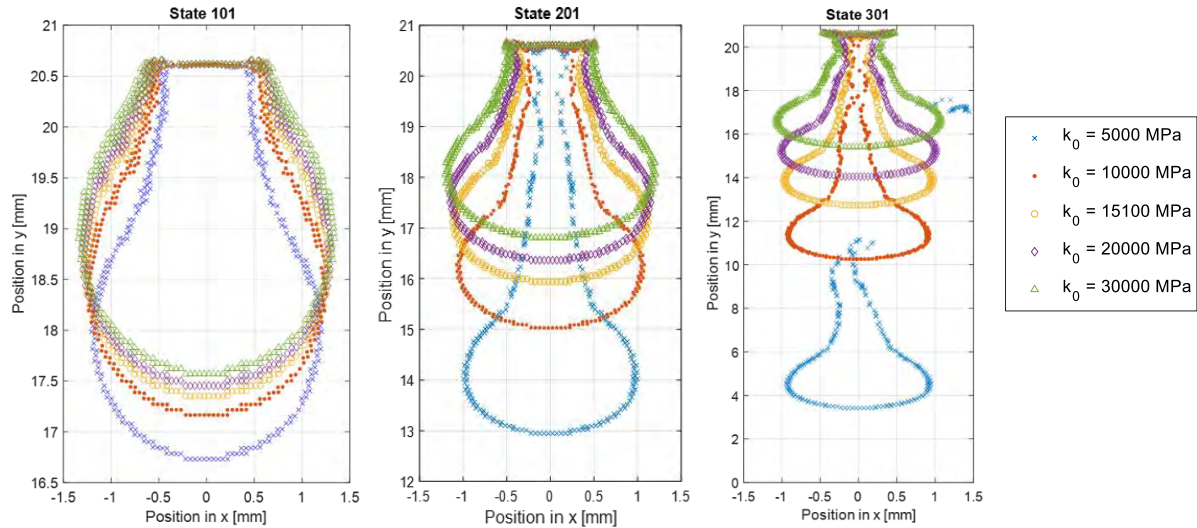 State 101
21
20.5
20
19.5
19
18.5
18
17.5
17
16.5
-1.5 -1 -0.5 0 0.5 1 1.5
Position in y [mm]
Position in x [mm]
State 201
21
20
19
18
17
16
15
14
13
12
-1.5 -1 -0.5 0 0.5 1 1.5
Position in y [mm]
Position in x [mm]
State 301
20
18
16
14
12
10
8
6
4
2
0
-1.5 -1 -0.5 0 0.5 1 1.5
Position in y [mm]
Position in x [mm]
k0 = 5000 MPa
k0 = 10000 MPa
k0 = 15100 MPa
k0 = 20000 MPa
k0 = 30000 MPa